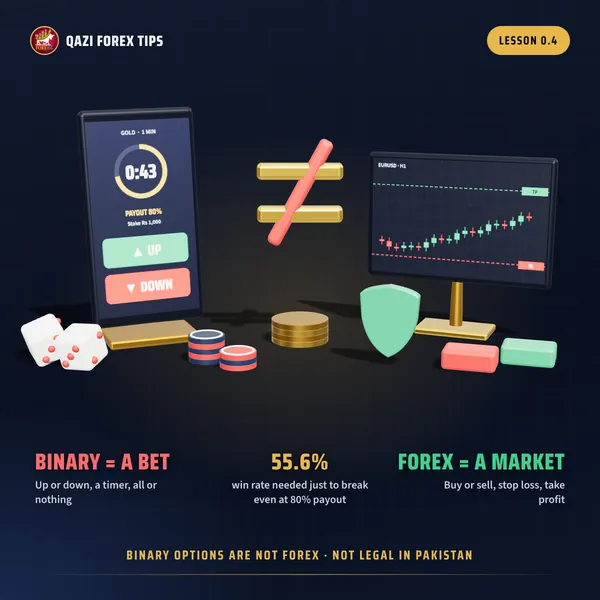 QAZI FOREX TIPS
LESSON 0.4
GOLD · 1 MIN
0:43
PAYOUT 80%
Stake Rs 1,000
▲ UP
▼ DOWN
EURUSD · H1
TP
SL
BINARY = A BET
Up or down, a timer, all or
nothing
55.6%
win rate needed just to break
even at 80% payout
FOREX = A MARKET
Buy or sell, stop loss, take
profit
BINARY OPTIONS ARE NOT FOREX · NOT LEGAL IN PAKISTAN